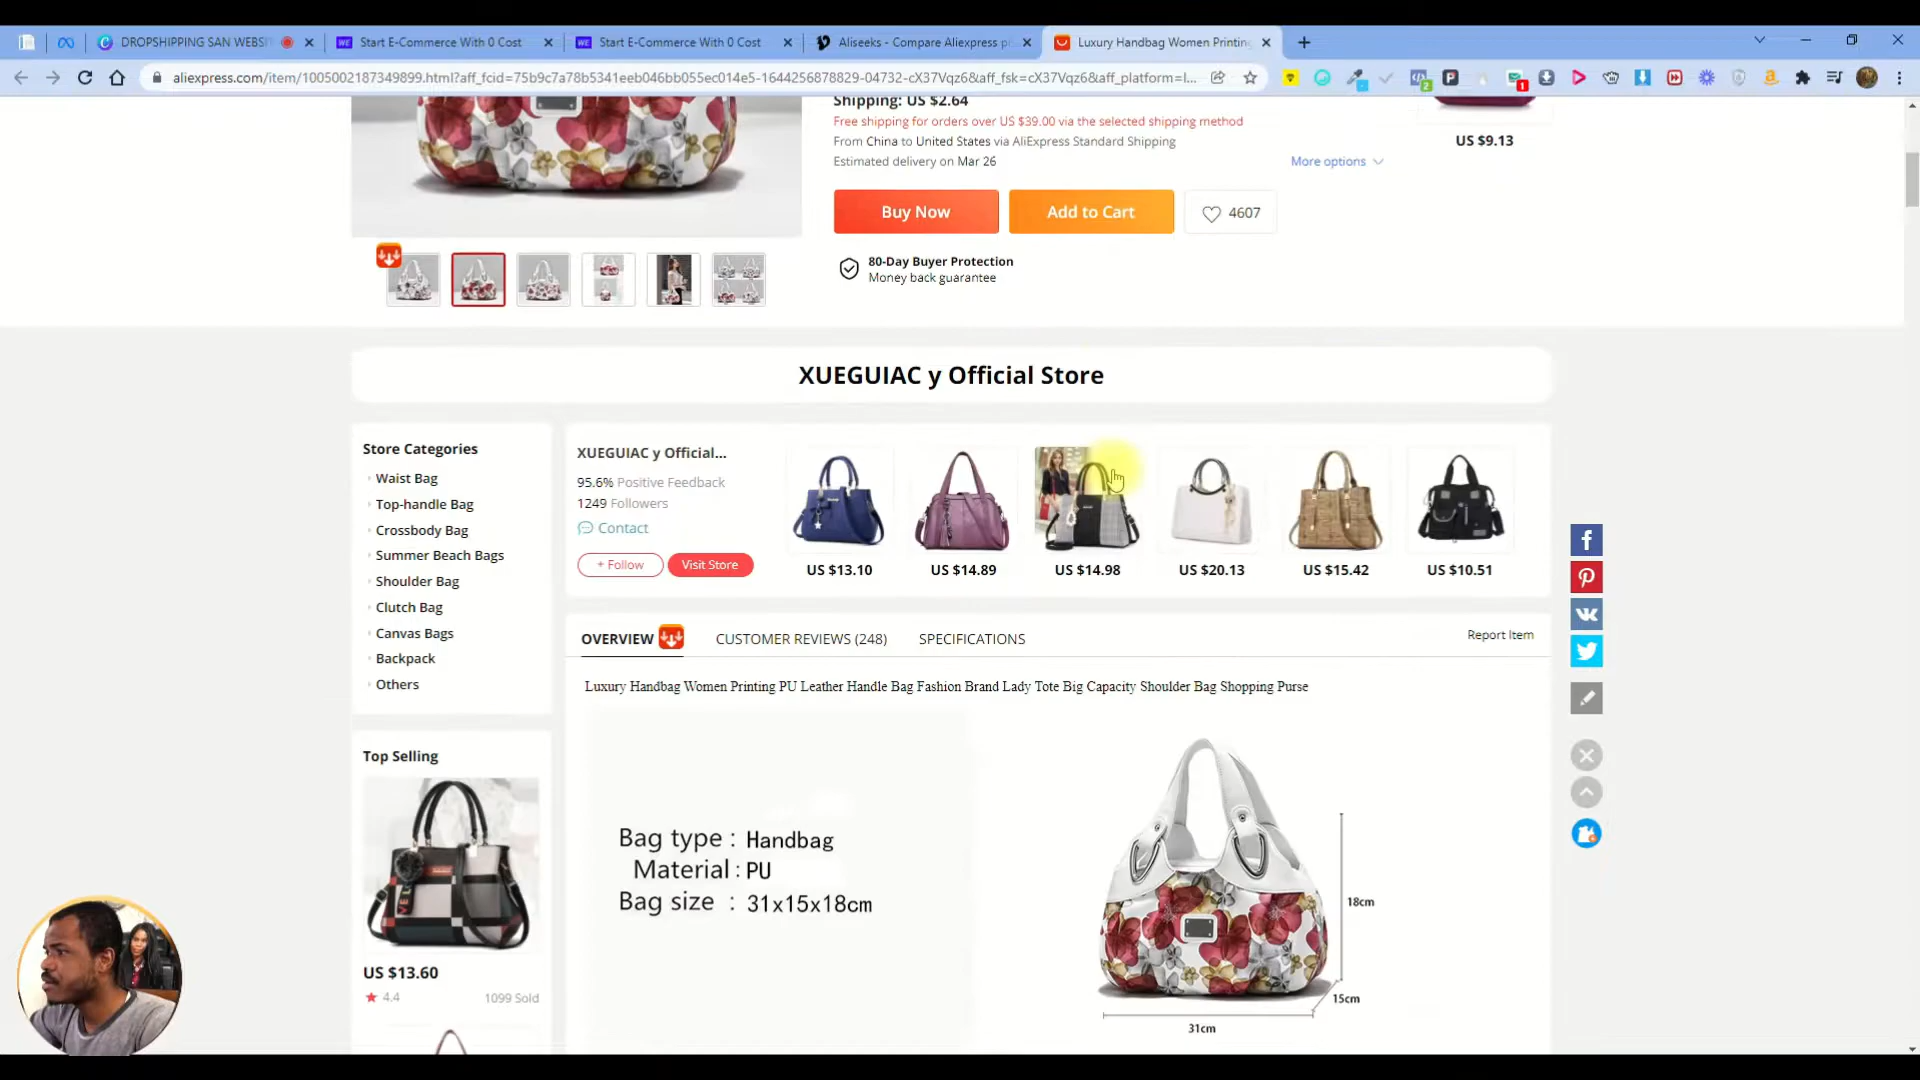 DROPSHIPPING SAN WEBSI
Start E-Commerce With 0 Cost
Start E-Commerce With 0 Cost
Aliseeks - Compare Aliexpress pr
Luxury Handbag Women Printing
aliexpress.com/item/1005002187349899.html?aff_fcid=75b9c7a78b5341eeb046bb055ec014e5-1644256878829-04732-cX37Vqz6&aff_fsk=cX37Vqz6&aff_platform=l...
Shipping: US $2.64
Free shipping for orders over US $39.00 via the selected shipping method
From China to United States via AliExpress Standard Shipping
Estimated delivery on Mar 26
More options
US $9.13
Buy Now
Add to Cart
4607
80-Day Buyer Protection
Money back guarantee
XUEGUIAC y Official Store
Store Categories
Waist Bag
Top-handle Bag
Crossbody Bag
Summer Beach Bags
Shoulder Bag
Clutch Bag
Canvas Bags
Backpack
Others
XUEGUIAC y Official...
95.6% Positive Feedback
1249 Followers
Contact
+ Follow
Visit Store
US $13.10
US $14.89
US $14.98
US $20.13
US $15.42
US $10.51
OVERVIEW
CUSTOMER REVIEWS (248)
SPECIFICATIONS
Report Item
Luxury Handbag Women Printing PU Leather Handle Bag Fashion Brand Lady Tote Big Capacity Shoulder Bag Shopping Purse
Top Selling
US $13.60
4.4
1099 Sold
Bag type : Handbag
Material : PU
Bag size : 31x15x18cm
18cm
15cm
31cm